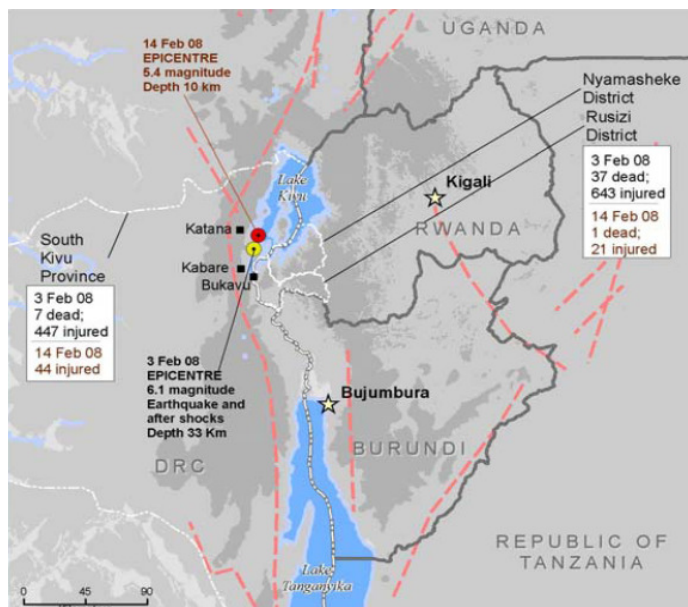 UGANDA
14 Feb 08
EPICENTRE
5.4 magnitude
Depth 10 km
Nyamasheke
District
Rusizi
District
Lake
Kivu
Kigali
3 Feb 08
37 dead;
643 injured
14 Feb 08
1 dead;
21 injured
RWANDA
Katana
South
Kivu
Province
Kabare
Bukavu
3 Feb 08
7 dead;
447 injured
14 Feb 08
44 injured
3 Feb 08
EPICENTRE
6.1 magnitude
Earthquake and
after shocks
Depth 33 Km
Bujumbura
BURUNDI
DRC
REPUBLIC OF
TANZANIA
Lake
Tanganyika
0 45 90